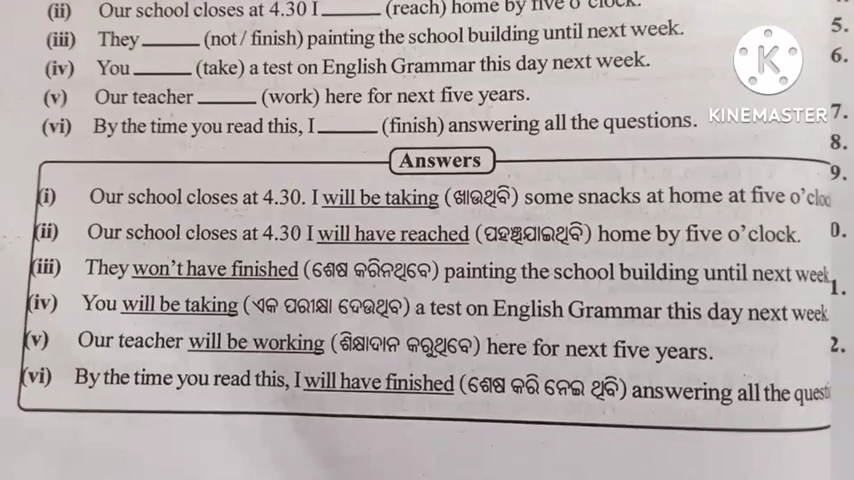 (ii) Our school closes at 4.30 I ______ (reach) home by five o'clock.
(iii) They ______ (not / finish) painting the school building until next week.
(iv) You ______ (take) a test on English Grammar this day next week.
(v) Our teacher ______ (work) here for next five years.
(vi) By the time you read this, I ______ (finish) answering all the questions.
Answers
(i) Our school closes at 4.30. I will be taking (ଖାଉଥିବି) some snacks at home at five o'cloc
(ii) Our school closes at 4.30 I will have reached (ପହଞ୍ଚିଯାଇଥିବି) home by five o'clock.
(iii) They won't have finished (ଶେଷ କରିନଥିବେ) painting the school building until next week
(iv) You will be taking (ଏକ ପରୀକ୍ଷା ଦେଉଥିବ) a test on English Grammar this day next week
(v) Our teacher will be working (ଶିକ୍ଷାଦାନ କରୁଥିବେ) here for next five years.
(vi) By the time you read this, I will have finished (ଶେଷ କରି ନେଇ ଥିବି) answering all the questi
5.
6.
7.
8.
9.
0.
1.
2.
K
KINEMASTER